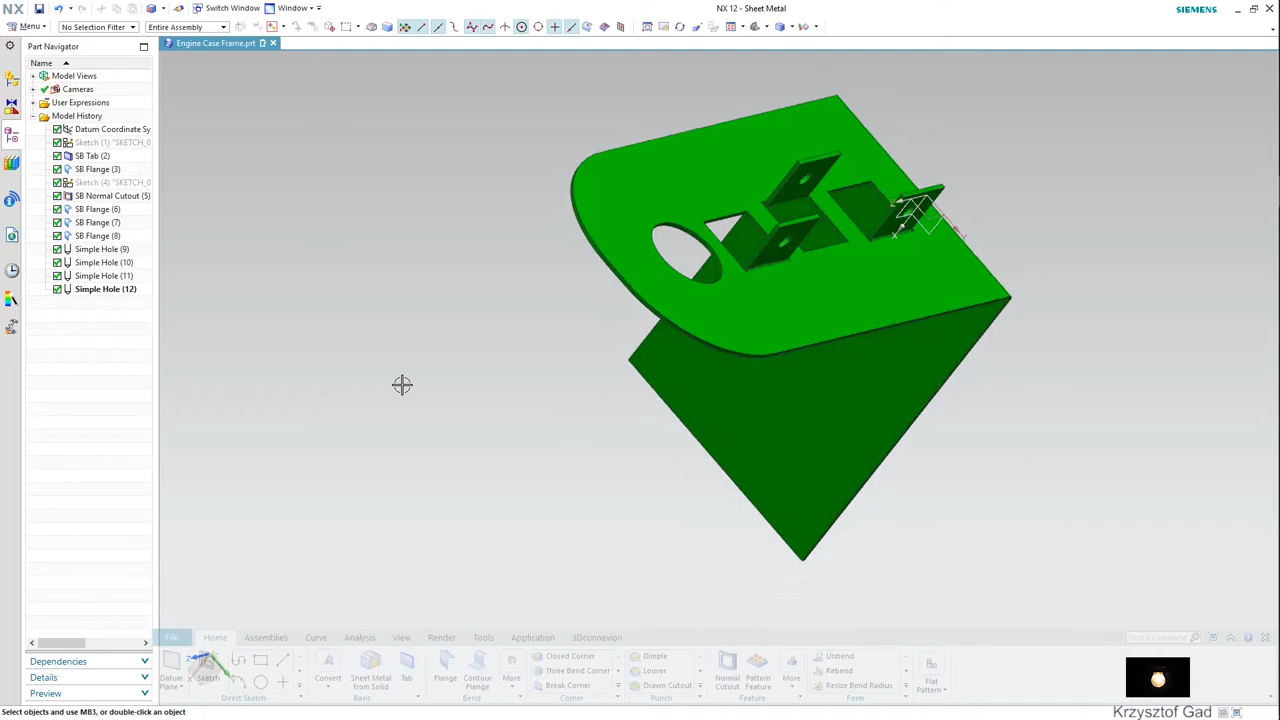 NX Switch Window Window NX 12 - Sheet Metal SIEMENS
Menu No Selection Filter Entire Assembly
Part Navigator Engine Case Frame.prt
Name
Model Views
Cameras
User Expressions
Model History
Datum Coordinate Sy
Sketch (1) "SKETCH_0
SB Tab (2)
SB Flange (3)
Sketch (4) "SKETCH_0
SB Normal Cutout (5)
SB Flange (6)
SB Flange (7)
SB Flange (8)
Simple Hole (9)
Simple Hole (10)
Simple Hole (11)
Simple Hole (12)
X
File Home Assemblies Curve Analysis View Render Tools Application 3Dconnexion Find a Command
Dependencies
Details
Preview
Datum Plane Sketch
Direct Sketch
Convert Sheet Metal from Solid Tab
Basic
Flange Contour Flange More
Bend
Closed Corner
Three Bend Corner
Break Corner
Corner
Dimple
Louver
Drawn Cutout
Punch
Normal Cutout Pattern Feature More
Feature
Unbend
Rebend
Resize Bend Radius
Form
Flat Pattern
Select objects and use MB3, or double-click an object
Krzysztof Gad